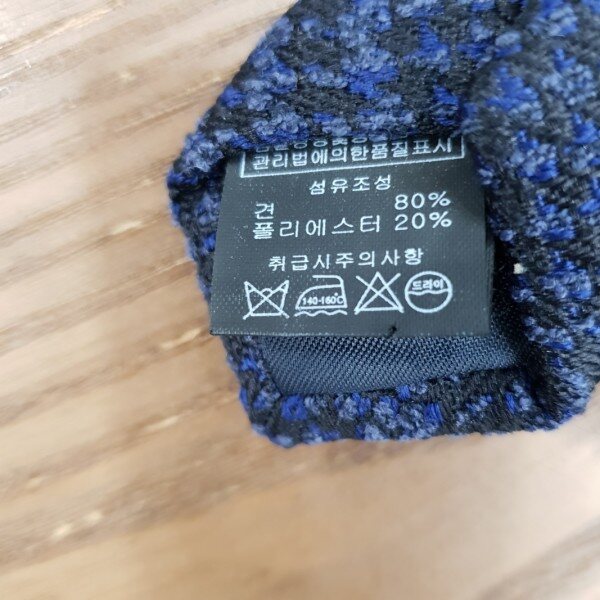 관리법에의한품질표시
섬유조성
견 80%
폴리에스터 20%
취급시주의사항
140-160℃ 드라이